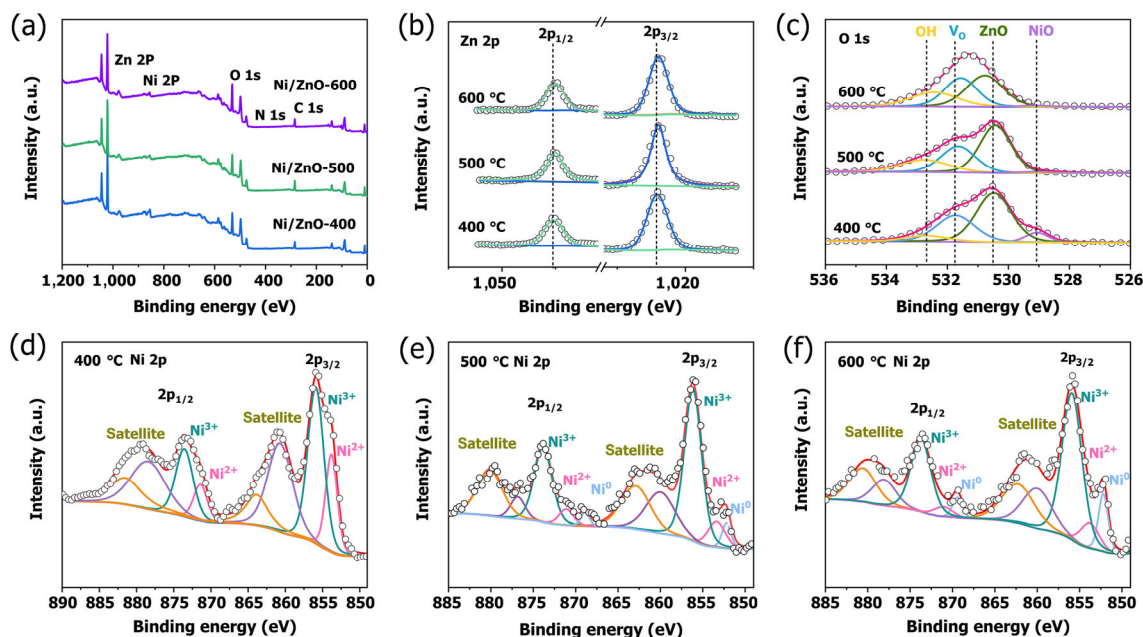 (a)
Zn 2P
Ni 2P
O 1s
N 1s
C 1s
Ni/ZnO-600
Ni/ZnO-500
Ni/ZnO-400
Intensity (a.u.)
1,200 1,000 800 600 400 200 0
Binding energy (eV)
(b)
Zn 2p
2p1/2
2p3/2
600 °C
500 °C
400 °C
Intensity (a.u.)
1,050 1,020
Binding energy (eV)
(c)
O 1s
OH VO ZnO NiO
600 °C
500 °C
400 °C
Intensity (a.u.)
536 534 532 530 528 526
Binding energy (eV)
(d)
400 °C Ni 2p
2p3/2
2p1/2
Ni3+
Satellite
Satellite
Ni3+
Ni2+
Ni2+
Intensity (a.u.)
890 885 880 875 870 865 860 855 850
Binding energy (eV)
(e)
500 °C Ni 2p
2p3/2
2p1/2
Ni3+
Satellite
Ni3+
Satellite
Ni2+
Ni0
Ni2+
Ni0
Intensity (a.u.)
885 880 875 870 865 860 855 850
Binding energy (eV)
(f)
600 °C Ni 2p
2p3/2
2p1/2
Ni3+
Satellite
Ni3+
Satellite
Ni2+
Ni0
Ni2+
Ni0
Intensity (a.u.)
885 880 875 870 865 860 855 850
Binding energy (eV)